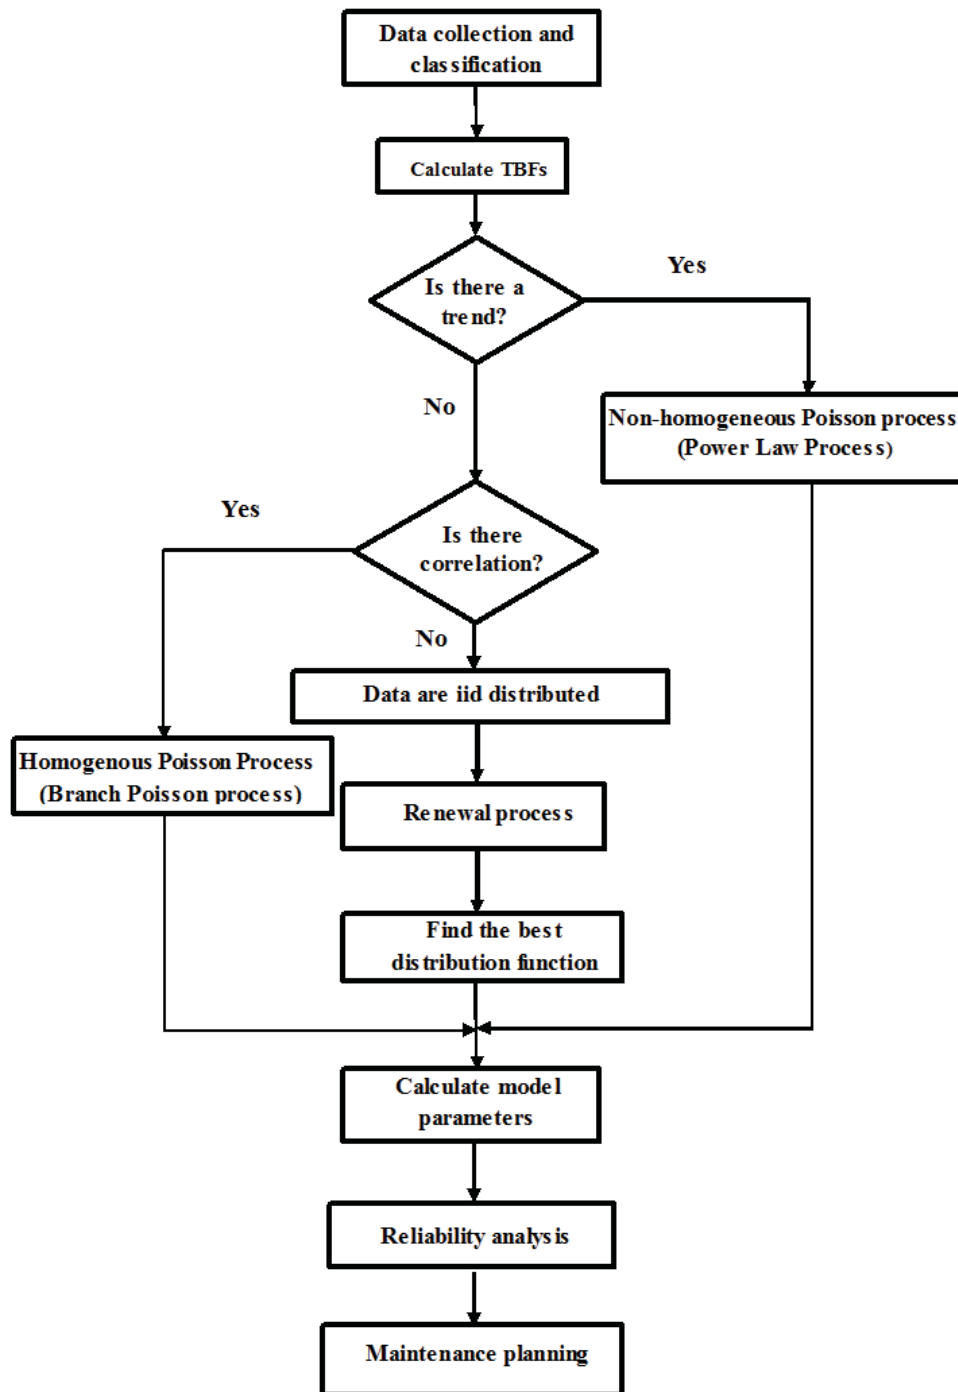 Data collection and
classification
Calculate TBFs
Is there a
trend?
Yes
No
Non-homogeneous Poisson process
(Power Law Process)
Is there
correlation?
Yes
No
Data are iid distributed
Homogenous Poisson Process
(Branch Poisson process)
Renewal process
Find the best
distribution function
Calculate model
parameters
Reliability analysis
Maintenance planning